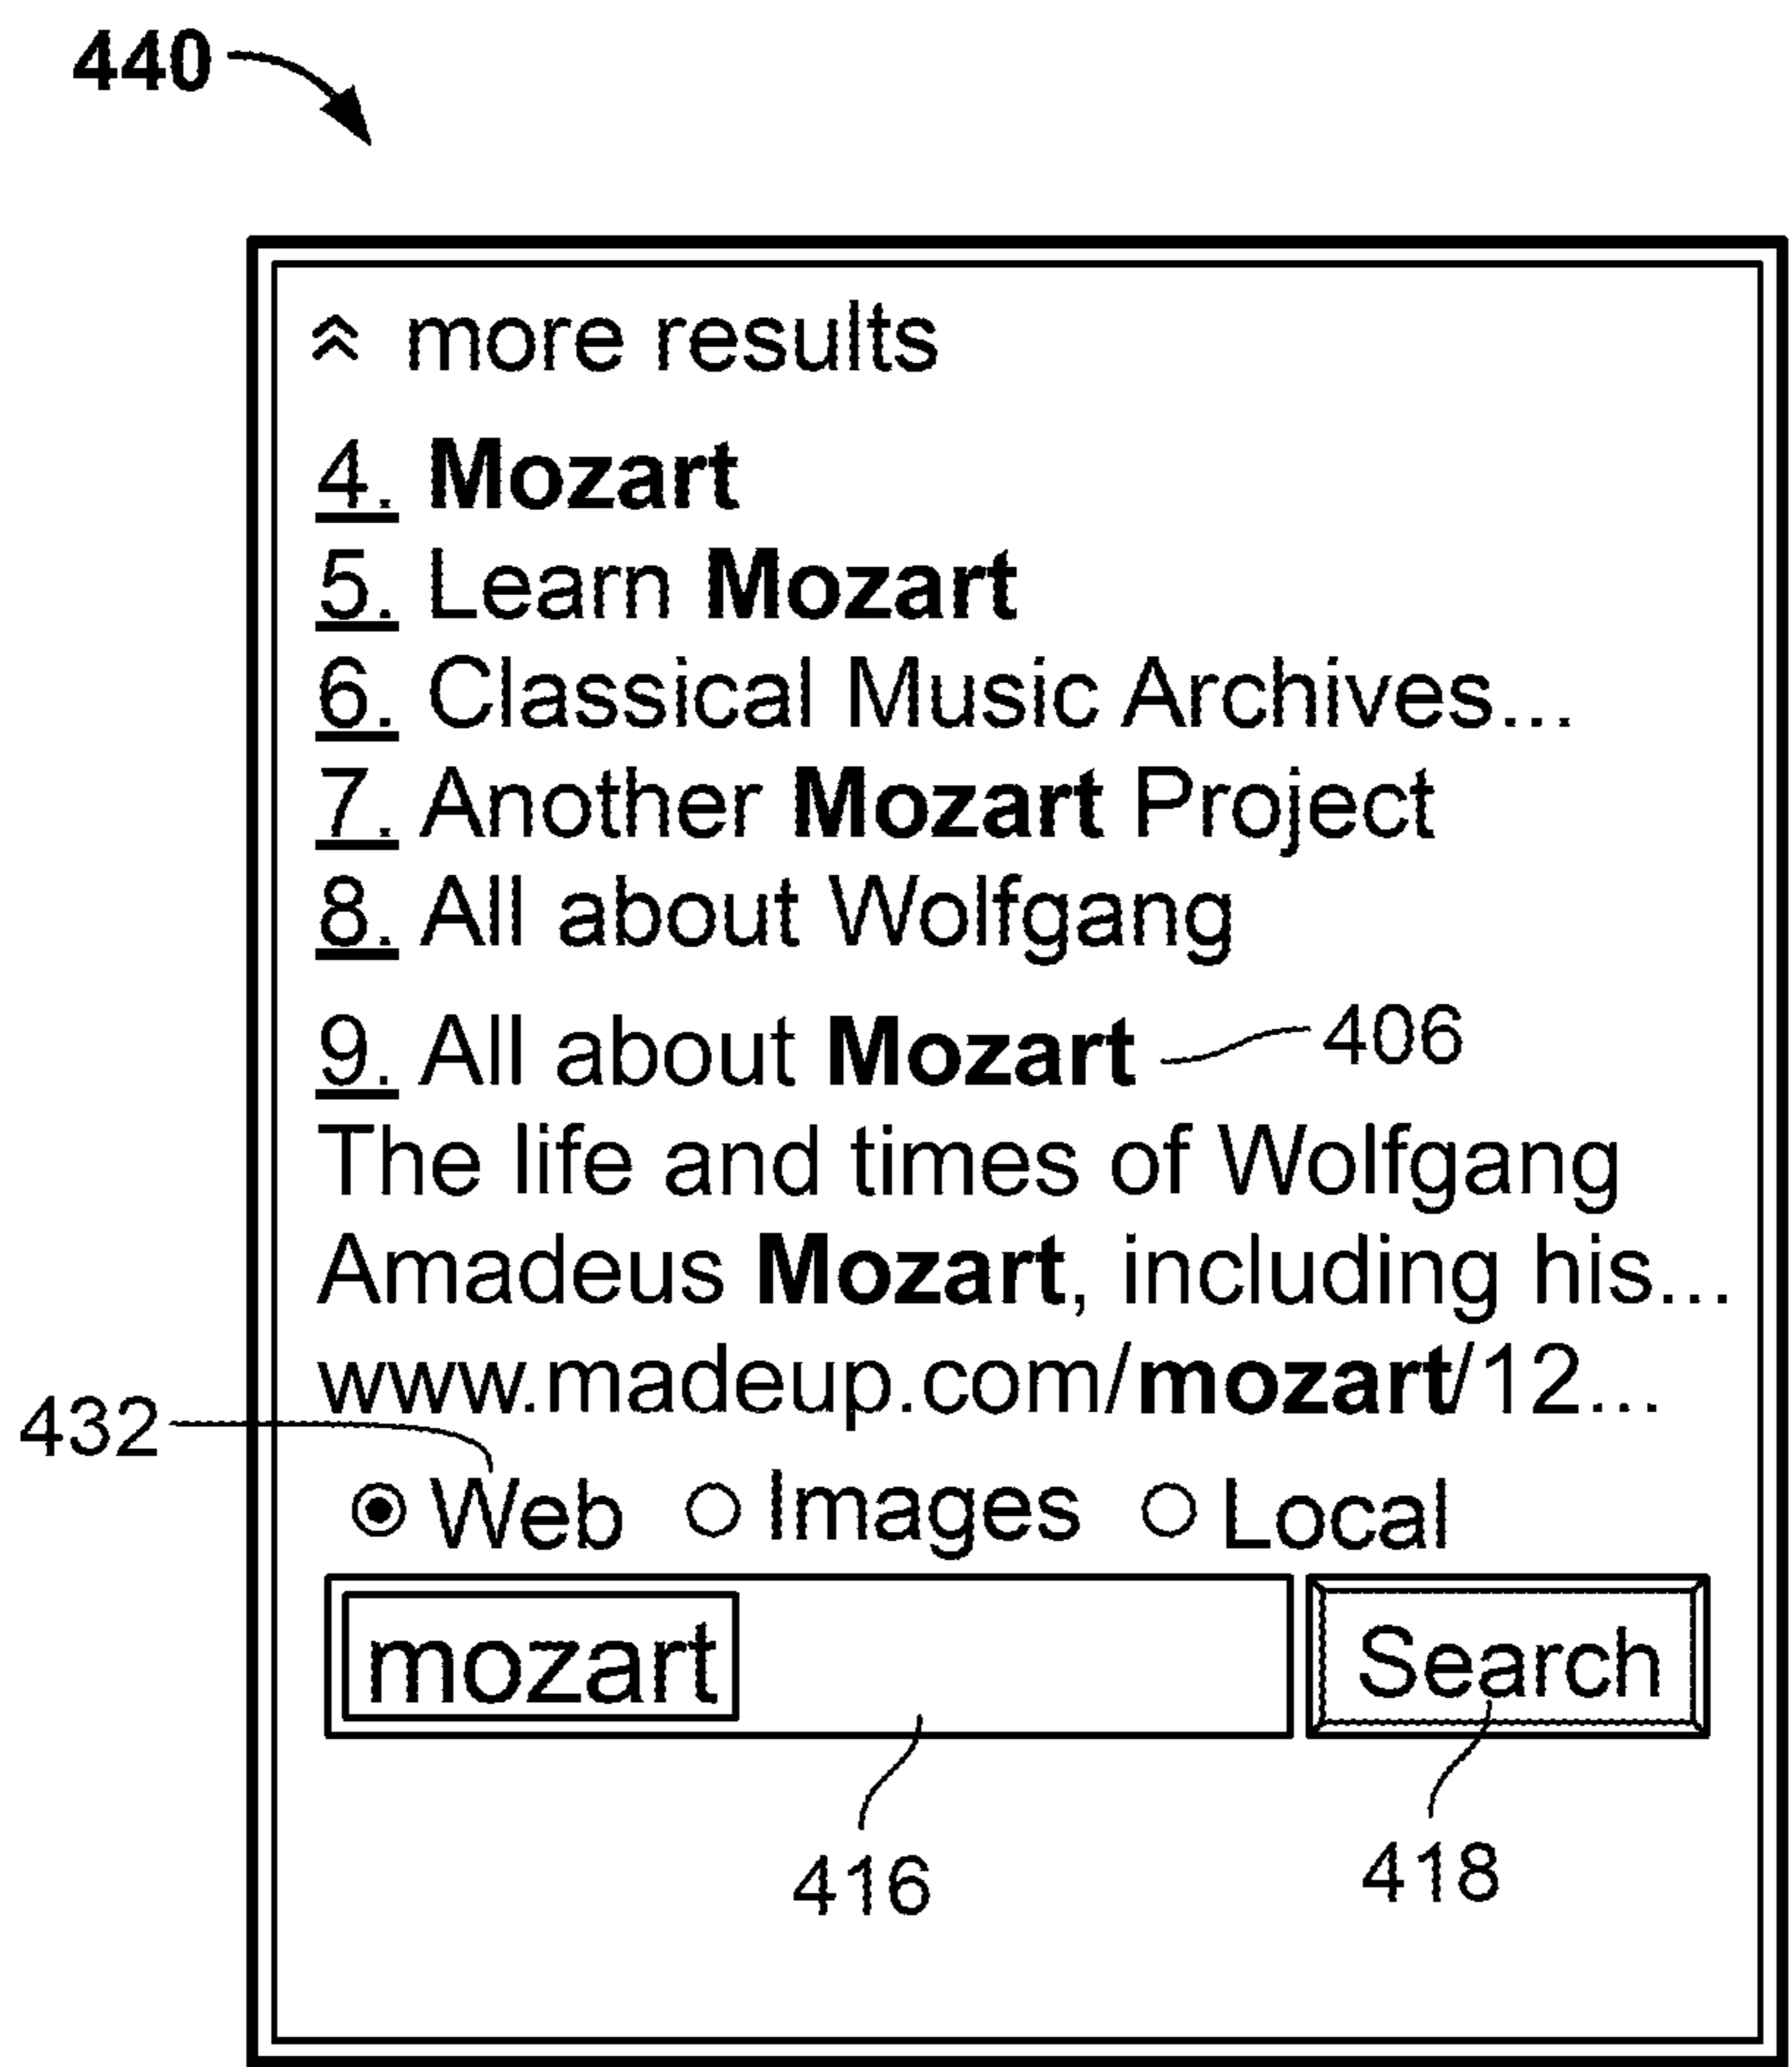 440
more results
4. Mozart
5. Learn Mozart
6. Classical Music Archives...
7. Another Mozart Project
8. All about Wolfgang
9. All about Mozart 406
The life and times of Wolfgang
Amadeus Mozart, including his...
www.madeup.com/mozart/12...
432
Web Images Local
mozart Search
416 418